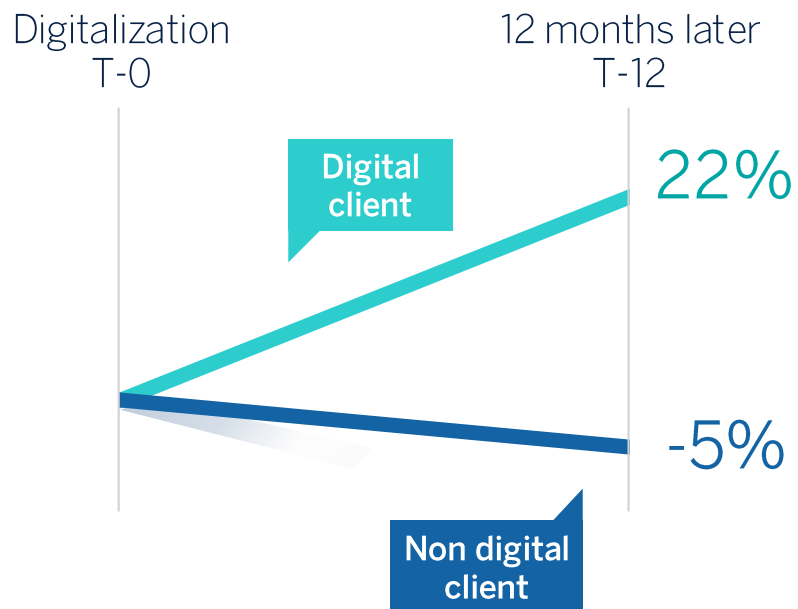 Digitalization
T-0
12 months later
T-12
Digital
client
22%
-5%
Non digital
client